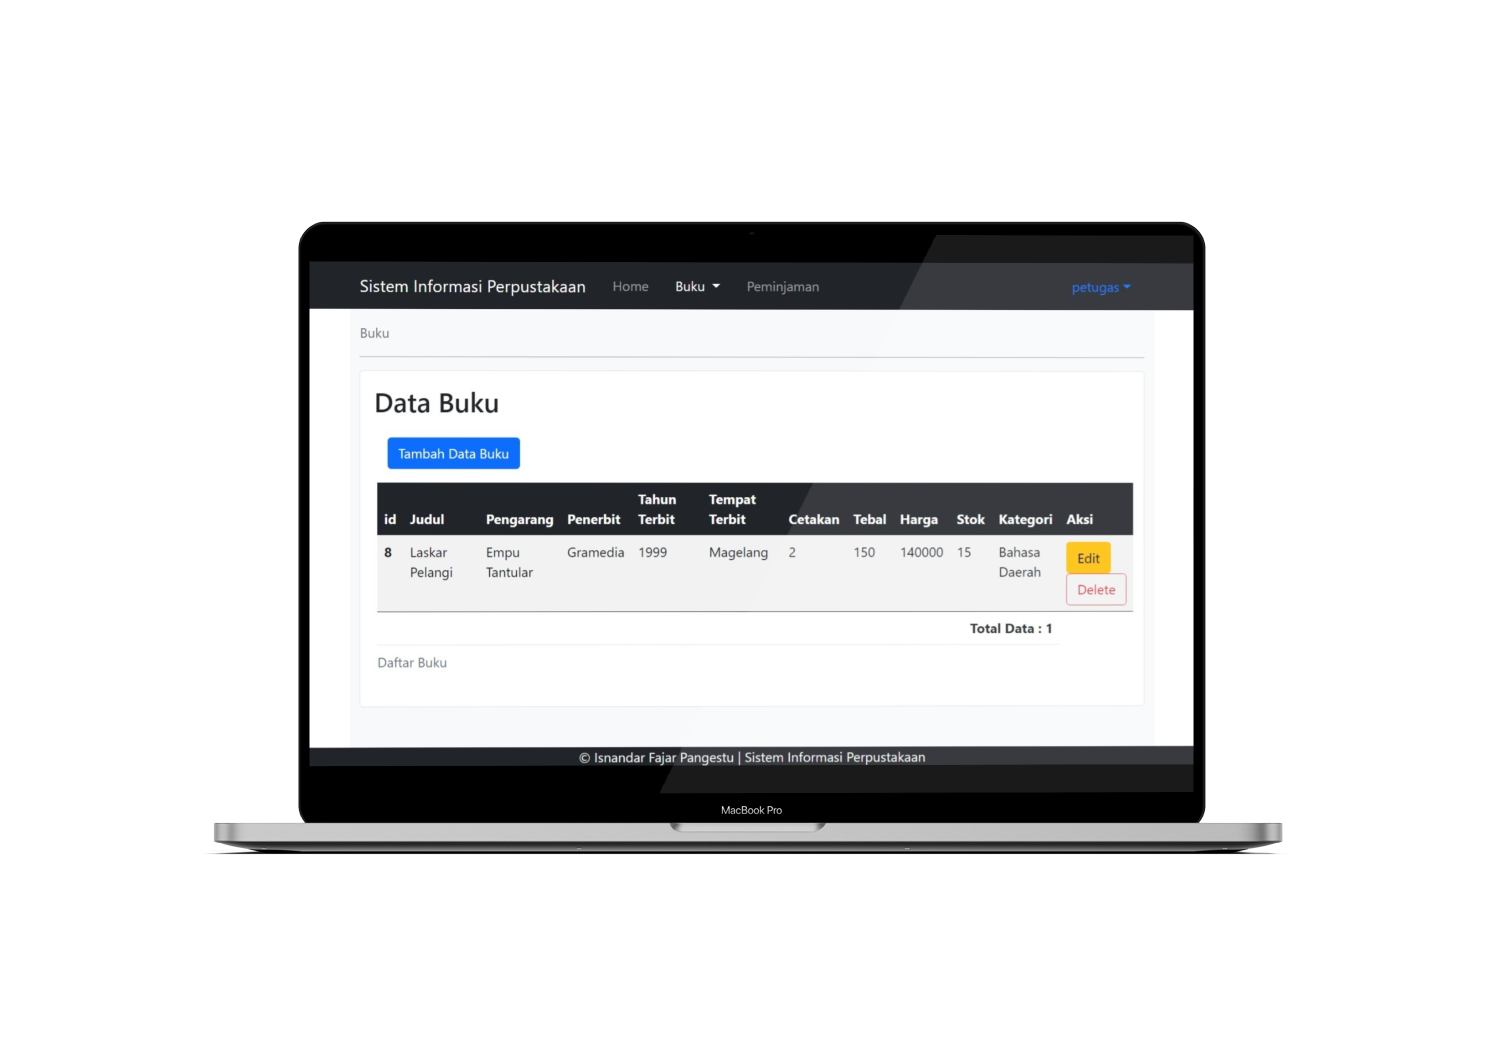 Sistem Informasi Perpustakaan Home Buku Peminjaman petugas
Buku
Data Buku
Tambah Data Buku
id Judul Pengarang Penerbit Tahun Terbit Tempat Terbit Cetakan Tebal Harga Stok Kategori Aksi
8 Laskar Pelangi Empu Tantular Gramedia 1999 Magelang 2 150 140000 15 Bahasa Daerah Edit
Delete
Total Data : 1
Daftar Buku
© Isnandar Fajar Pangestu | Sistem Informasi Perpustakaan
MacBook Pro